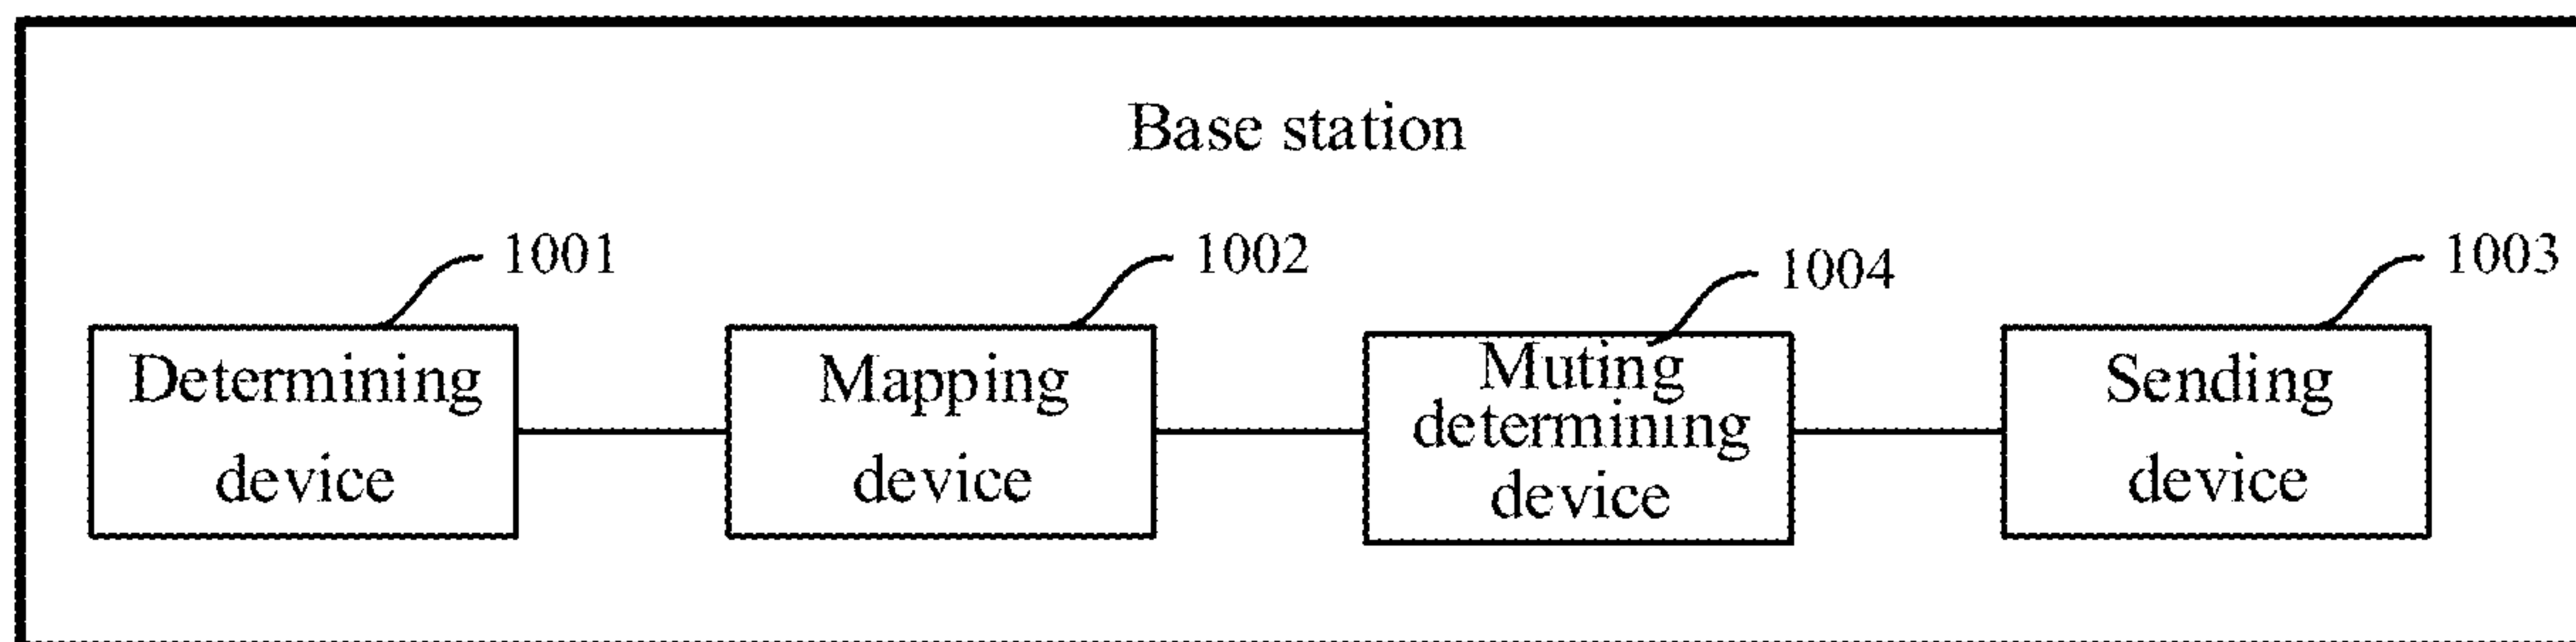 Base station
1001
1002
1004
1003
Determining
device
Mapping
device
Muting
determining
device
Sending
device